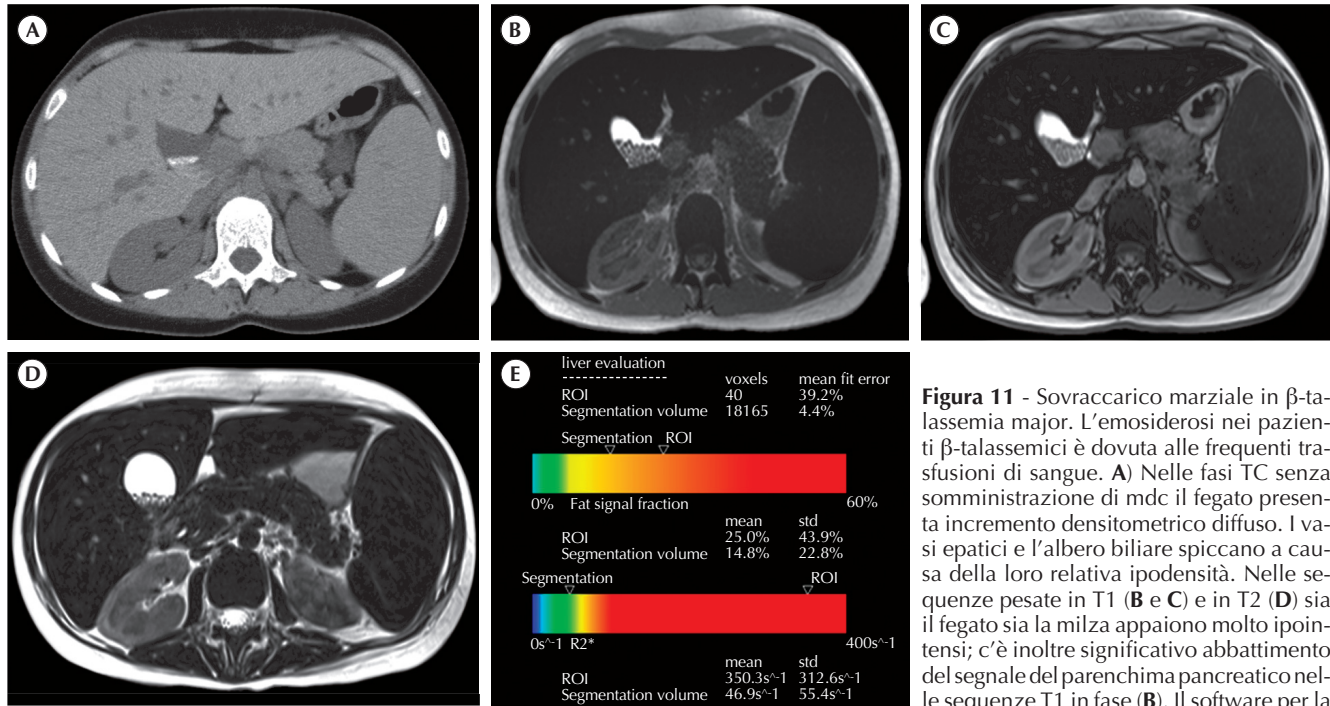 A
B
C
D
E
liver evaluation
voxels mean fit error
ROI 40 39.2%
Segmentation volume 18165 4.4%
Segmentation ROI
0% Fat signal fraction 60%
mean std
ROI 25.0% 43.9%
Segmentation volume 14.8% 22.8%
Segmentation ROI
0s^-1 R2* 400s^-1
mean std
ROI 350.3s^-1 312.6s^-1
Segmentation volume 46.9s^-1 55.4s^-1
Figura 11 - Sovraccarico marziale in β-ta-
lassemia major. L'emosiderosi nei pazien-
ti β-talassemici è dovuta alle frequenti tra-
sfusioni di sangue. A) Nelle fasi TC senza
somministrazione di mdc il fegato presen-
ta incremento densitometrico diffuso. I va-
si epatici e l'albero biliare spiccano a cau-
sa della loro relativa ipodensità. Nelle se-
quenze pesate in T1 (B e C) e in T2 (D) sia
il fegato sia la milza appaiono molto ipoin-
tensi; c'è inoltre significativo abbattimento
del segnale del parenchima pancreatico nel-
le sequenze T1 in fase (B). Il software per la